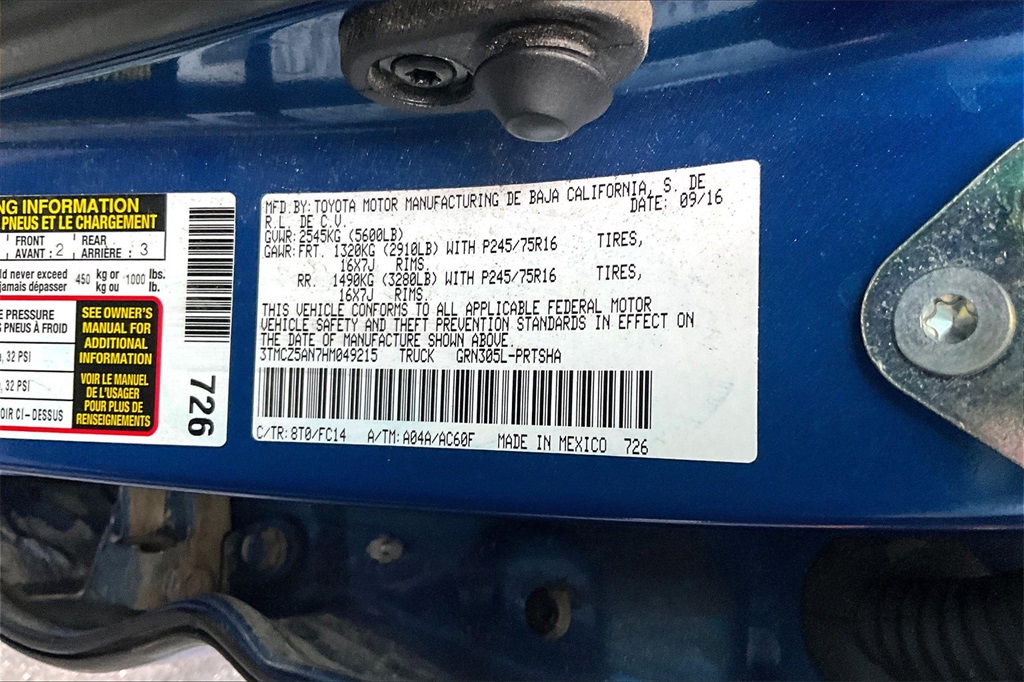 NG INFORMATION
PNEUS ET LE CHARGEMENT
FRONT AVANT: 2 REAR ARRIÈRE: 3
ld never exceed 450 kg or 1000 lbs.
jamais dépasser kg ou lb.
E PRESSURE
S PNEUS À FROID
, 32 PSI
, 32 PSI
OIR CI-DESSUS
SEE OWNER'S
MANUAL FOR
ADDITIONAL
INFORMATION
VOIR LE MANUEL
DE L'USAGER
POUR PLUS DE
RENSEIGNEMENTS
726
MFD.BY:TOYOTA MOTOR MANUFACTURING DE BAJA CALIFORNIA, S. DE
R.L. DE C.V. DATE: 09/16
GVWR:2545KG (5600LB)
GAWR:FRT. 1320KG (2910LB) WITH P245/75R16 TIRES,
16X7J RIMS.
RR. 1490KG (3280LB) WITH P245/75R16 TIRES,
16X7J RIMS.
THIS VEHICLE CONFORMS TO ALL APPLICABLE FEDERAL MOTOR
VEHICLE SAFETY AND THEFT PREVENTION STANDARDS IN EFFECT ON
THE DATE OF MANUFACTURE SHOWN ABOVE.
3TMCZ5AN7HM049215 TRUCK GRN305L-PRTSHA
C/TR:8T0/FC14 A/TM:A04A/AC60F MADE IN MEXICO 726